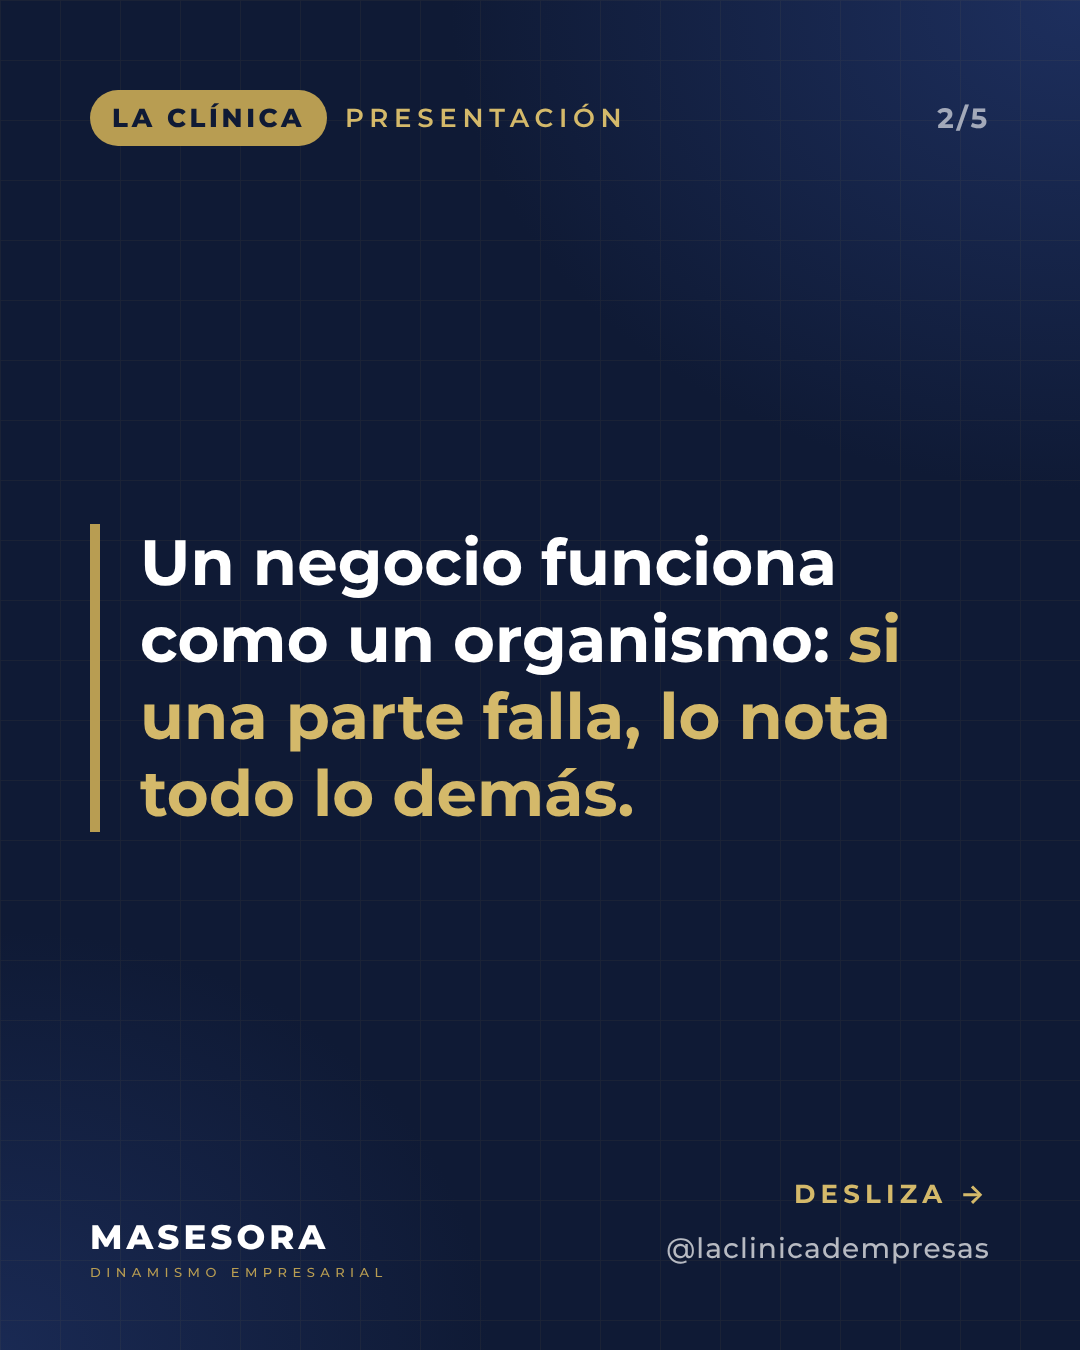 LA CLÍNICA PRESENTACIÓN 2/5
Un negocio funciona
como un organismo: si
una parte falla, lo nota
todo lo demás.
DESLIZA →
MASESORA
@laclinicadempresas
DINAMISMO EMPRESARIAL